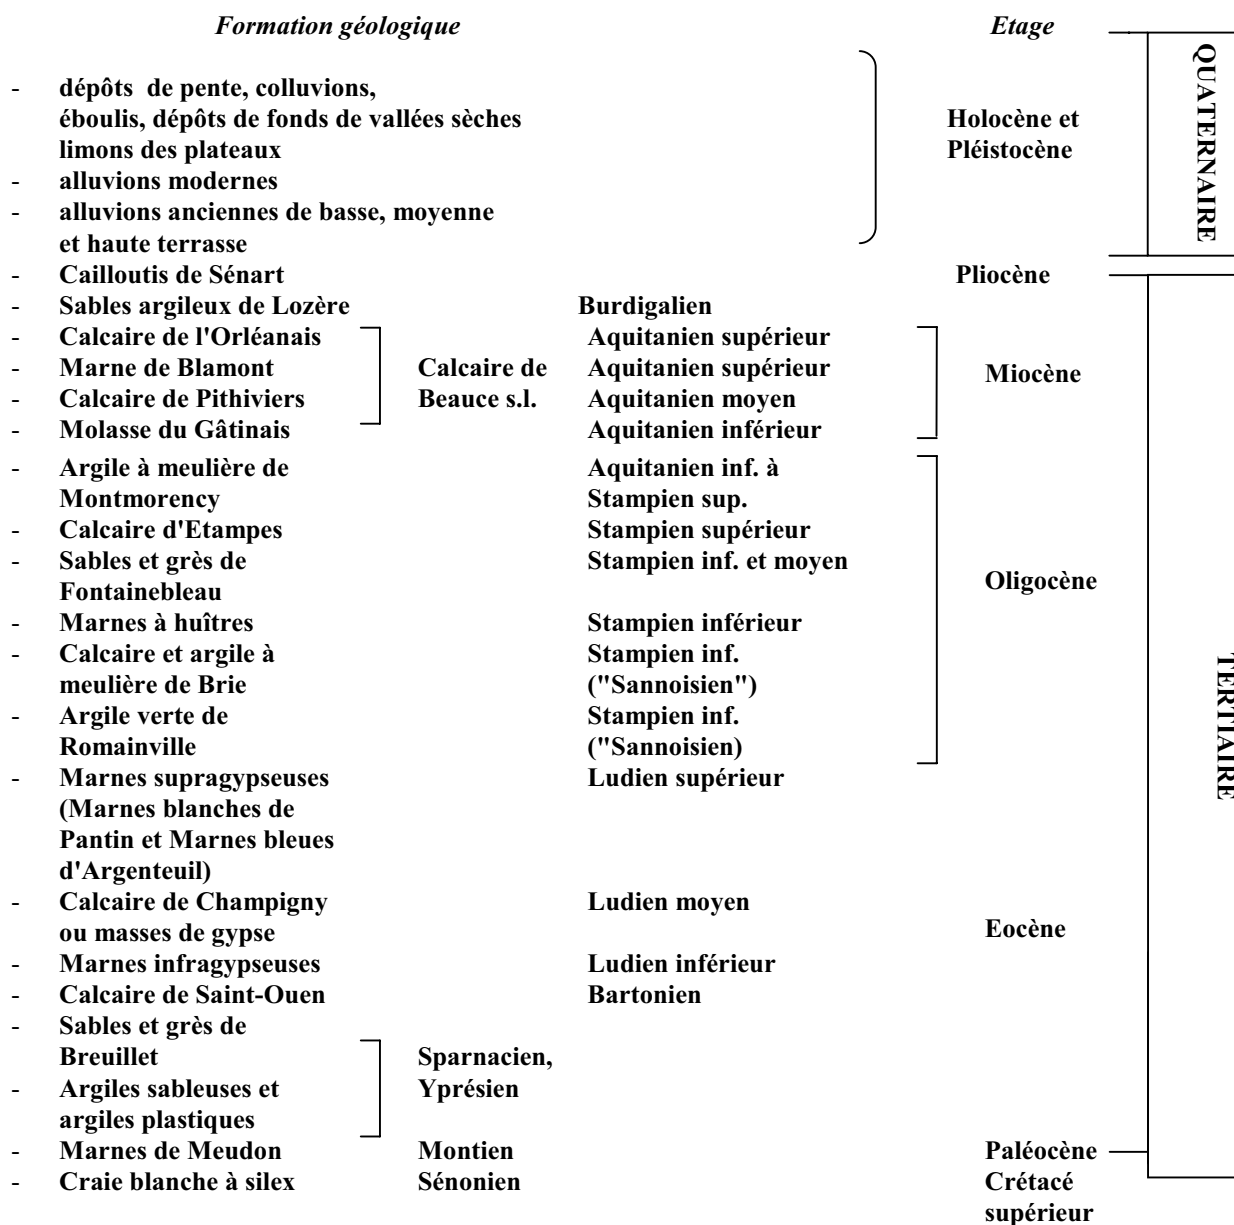 Formation géologique Etage
- dépôts de pente, colluvions,
éboulis, dépôts de fonds de vallées sèches Holocène et
limons des plateaux Pléistocène
- alluvions modernes
- alluvions anciennes de basse, moyenne
et haute terrasse
QUATERNAIRE
- Cailloutis de Sénart Pliocène
- Sables argileux de Lozère Burdigalien
- Calcaire de l'Orléanais Aquitanien supérieur
- Marne de Blamont Calcaire de Aquitanien supérieur Miocène
- Calcaire de Pithiviers Beauce s.l. Aquitanien moyen
- Molasse du Gâtinais Aquitanien inférieur
- Argile à meulière de Aquitanien inf. à
Montmorency Stampien sup.
- Calcaire d'Etampes Stampien supérieur
- Sables et grès de Stampien inf. et moyen Oligocène
Fontainebleau
- Marnes à huîtres Stampien inférieur
- Calcaire et argile à Stampien inf.
meulière de Brie ("Sannoisien")
- Argile verte de Stampien inf.
Romainville ("Sannoisien)
TERTIAIRE
- Marnes supragypseuses Ludien supérieur
(Marnes blanches de
Pantin et Marnes bleues
d'Argenteuil)
- Calcaire de Champigny Ludien moyen
ou masses de gypse Eocène
- Marnes infragypseuses Ludien inférieur
- Calcaire de Saint-Ouen Bartonien
- Sables et grès de
Breuillet Sparnacien,
- Argiles sableuses et Yprésien
argiles plastiques
- Marnes de Meudon Montien Paléocène
- Craie blanche à silex Sénonien Crétacé
supérieur